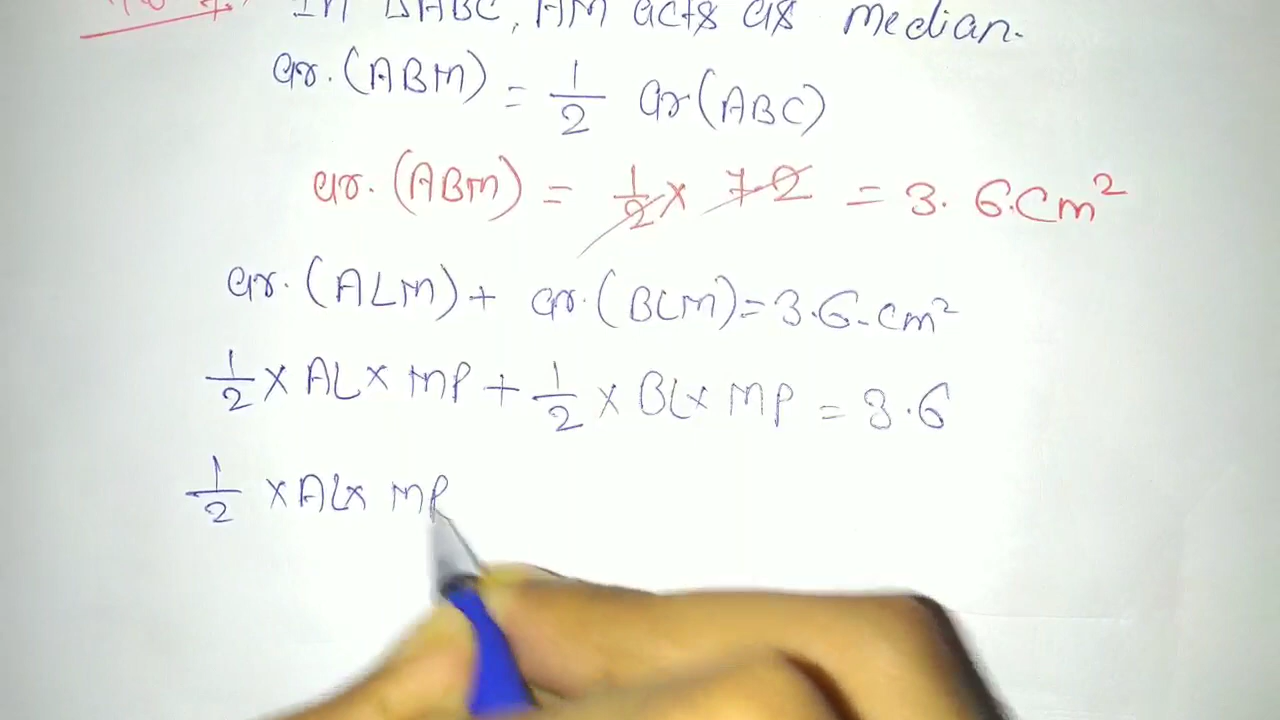 In ΔABC, AM acts as median.
ar.(ABM) = 1/2 ar(ABC)
ar.(ABM) = 1/2 × 72 = 3.6.cm²
ar.(ALM) + ar.(BLM)=3.6.cm²
1/2 × AL × MP + 1/2 × BL × MP = 3.6
1/2 × AL × MP